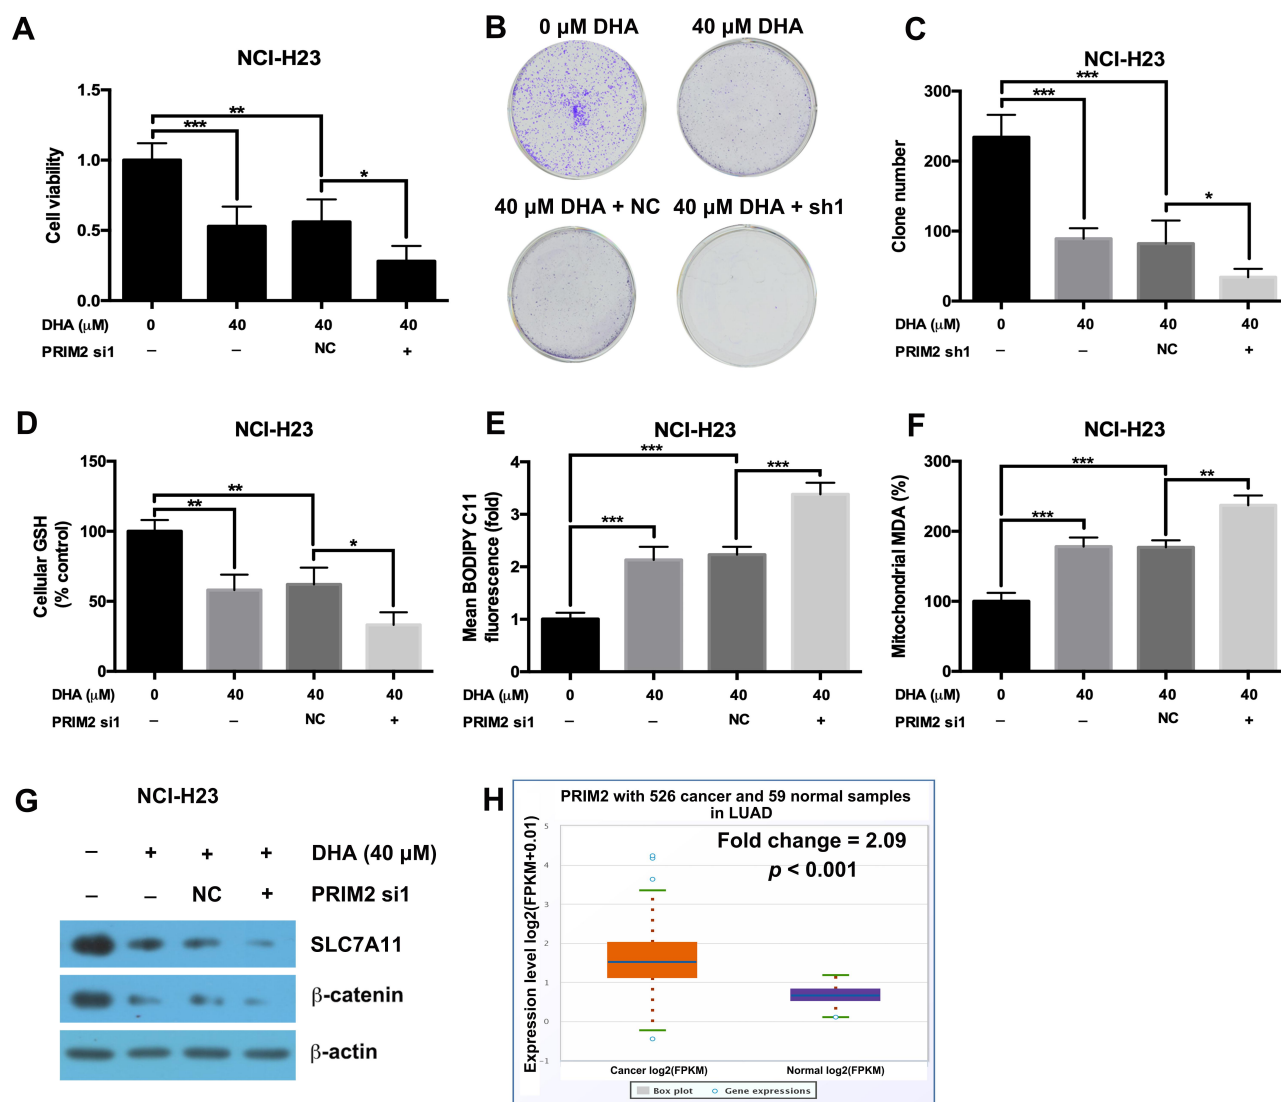 A
NCI-H23
Cell viability
1.5
1.0
0.5
0.0
**
***
*
DHA (μM) 0 40 40 40
PRIM2 si1 – – NC +
B
0 μM DHA
40 μM DHA
40 μM DHA + NC
40 μM DHA + sh1
C
NCI-H23
Clone number
300
200
100
0
***
***
*
DHA (μM) 0 40 40 40
PRIM2 sh1 – – NC +
D
NCI-H23
Cellular GSH
(% control)
150
100
50
0
**
**
*
DHA (μM) 0 40 40 40
PRIM2 si1 – – NC +
E
NCI-H23
Mean BODIPY C11
fluorescence (fold)
4
3
2
1
0
***
***
***
DHA (μM) 0 40 40 40
PRIM2 si1 – – NC +
F
NCI-H23
Mitochondrial MDA (%)
300
200
100
0
***
**
***
DHA (μM) 0 40 40 40
PRIM2 si1 – – NC +
G
NCI-H23
– + + + DHA (40 μM)
– – NC + PRIM2 si1
SLC7A11
β-catenin
β-actin
H
PRIM2 with 526 cancer and 59 normal samples
in LUAD
Fold change = 2.09
p < 0.001
Expression level log2(FPKM+0.01)
5
4
3
2
1
0
-1
Cancer log2(FPKM) Normal log2(FPKM)
Box plot Gene expressions